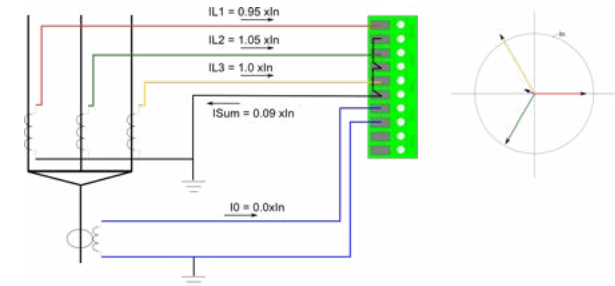 IL1 = 0.95 xIn
IL2 = 1.05 xIn
IL3 = 1.0 xIn
ISum = 0.09 xIn
I0 = 0.0xIn